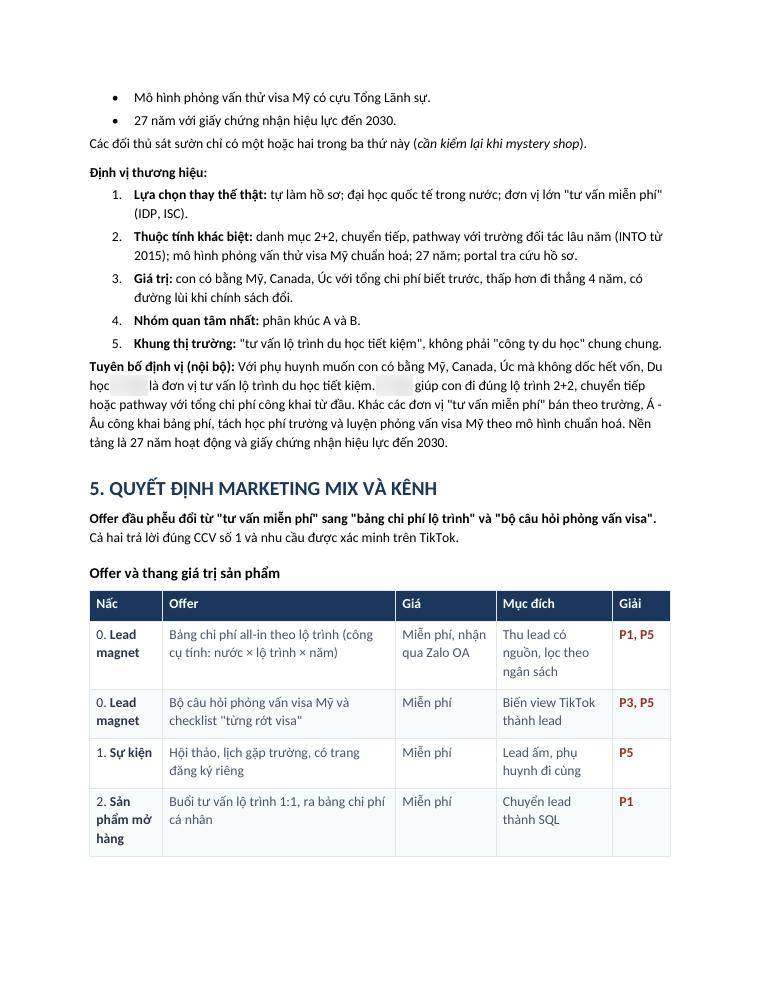 • Mô hình phỏng vấn thử visa Mỹ có cựu Tổng Lãnh sự.
• 27 năm với giấy chứng nhận hiệu lực đến 2030.
Các đối thủ sát sườn chỉ có một hoặc hai trong ba thứ này (cần kiểm lại khi mystery shop).
Định vị thương hiệu:
1. Lựa chọn thay thế thật: tự làm hồ sơ; đại học quốc tế trong nước; đơn vị lớn "tư vấn miễn phí"
(IDP, ISC).
2. Thuộc tính khác biệt: danh mục 2+2, chuyển tiếp, pathway với trường đối tác lâu năm (INTO từ
2015); mô hình phỏng vấn thử visa Mỹ chuẩn hoá; 27 năm; portal tra cứu hồ sơ.
3. Giá trị: con có bằng Mỹ, Canada, Úc với tổng chi phí biết trước, thấp hơn đi thẳng 4 năm, có
đường lùi khi chính sách đổi.
4. Nhóm quan tâm nhất: phân khúc A và B.
5. Khung thị trường: "tư vấn lộ trình du học tiết kiệm", không phải "công ty du học" chung chung.
Tuyên bố định vị (nội bộ): Với phụ huynh muốn con có bằng Mỹ, Canada, Úc mà không dốc hết vốn, Du
học là đơn vị tư vấn lộ trình du học tiết kiệm. giúp con đi đúng lộ trình 2+2, chuyển tiếp
hoặc pathway với tổng chi phí công khai từ đầu. Khác các đơn vị "tư vấn miễn phí" bán theo trường, Á -
Âu công khai bảng phí, tách học phí trường và luyện phỏng vấn visa Mỹ theo mô hình chuẩn hoá. Nền
tảng là 27 năm hoạt động và giấy chứng nhận hiệu lực đến 2030.
5. QUYẾT ĐỊNH MARKETING MIX VÀ KÊNH
Offer đầu phễu đổi từ "tư vấn miễn phí" sang "bảng chi phí lộ trình" và "bộ câu hỏi phỏng vấn visa".
Cả hai trả lời đúng CCV số 1 và nhu cầu được xác minh trên TikTok.
Offer và thang giá trị sản phẩm
Nấc Offer Giá Mục đích Giải
0. Lead Bảng chi phí all-in theo lộ trình (công Miễn phí, nhận Thu lead có P1, P5
magnet cụ tính: nước × lộ trình × năm) qua Zalo OA nguồn, lọc theo
ngân sách
0. Lead Bộ câu hỏi phỏng vấn visa Mỹ và Miễn phí Biến view TikTok P3, P5
magnet checklist "từng rớt visa" thành lead
1. Sự kiện Hội thảo, lịch gặp trường, có trang Miễn phí Lead ấm, phụ P5
đăng ký riêng huynh đi cùng
2. Sản Buổi tư vấn lộ trình 1:1, ra bảng chi phí Miễn phí Chuyển lead P1
phẩm mở cá nhân thành SQL
hàng